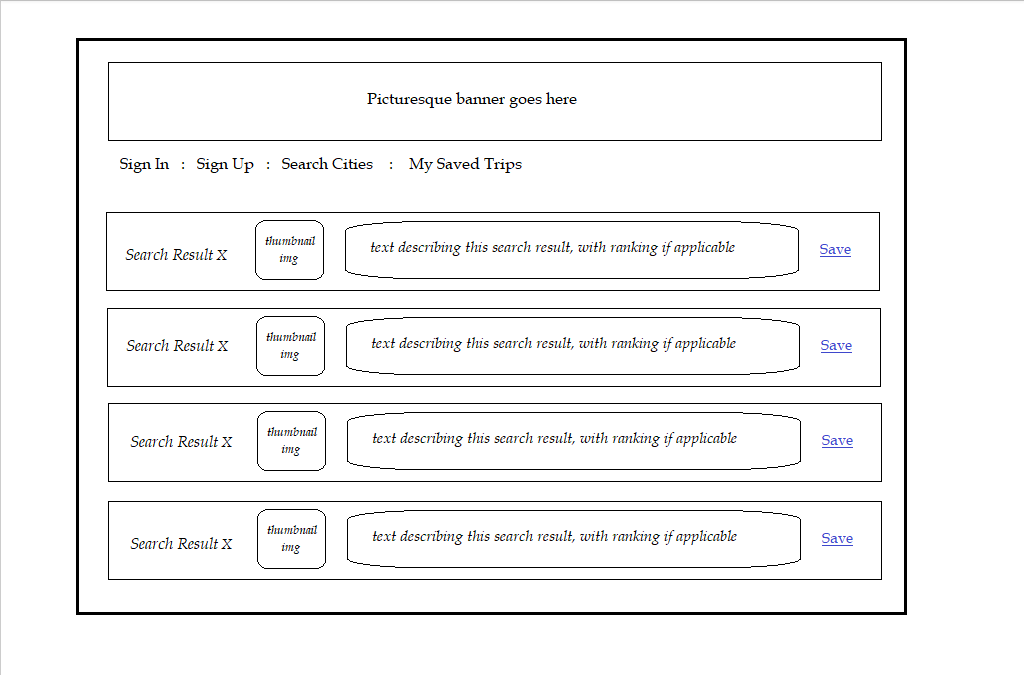 Picturesque banner goes here
Sign In : Sign Up : Search Cities : My Saved Trips
Search Result X
thumbnail
img
text describing this search result, with ranking if applicable
Save
Search Result X
thumbnail
img
text describing this search result, with ranking if applicable
Save
Search Result X
thumbnail
img
text describing this search result, with ranking if applicable
Save
Search Result X
thumbnail
img
text describing this search result, with ranking if applicable
Save